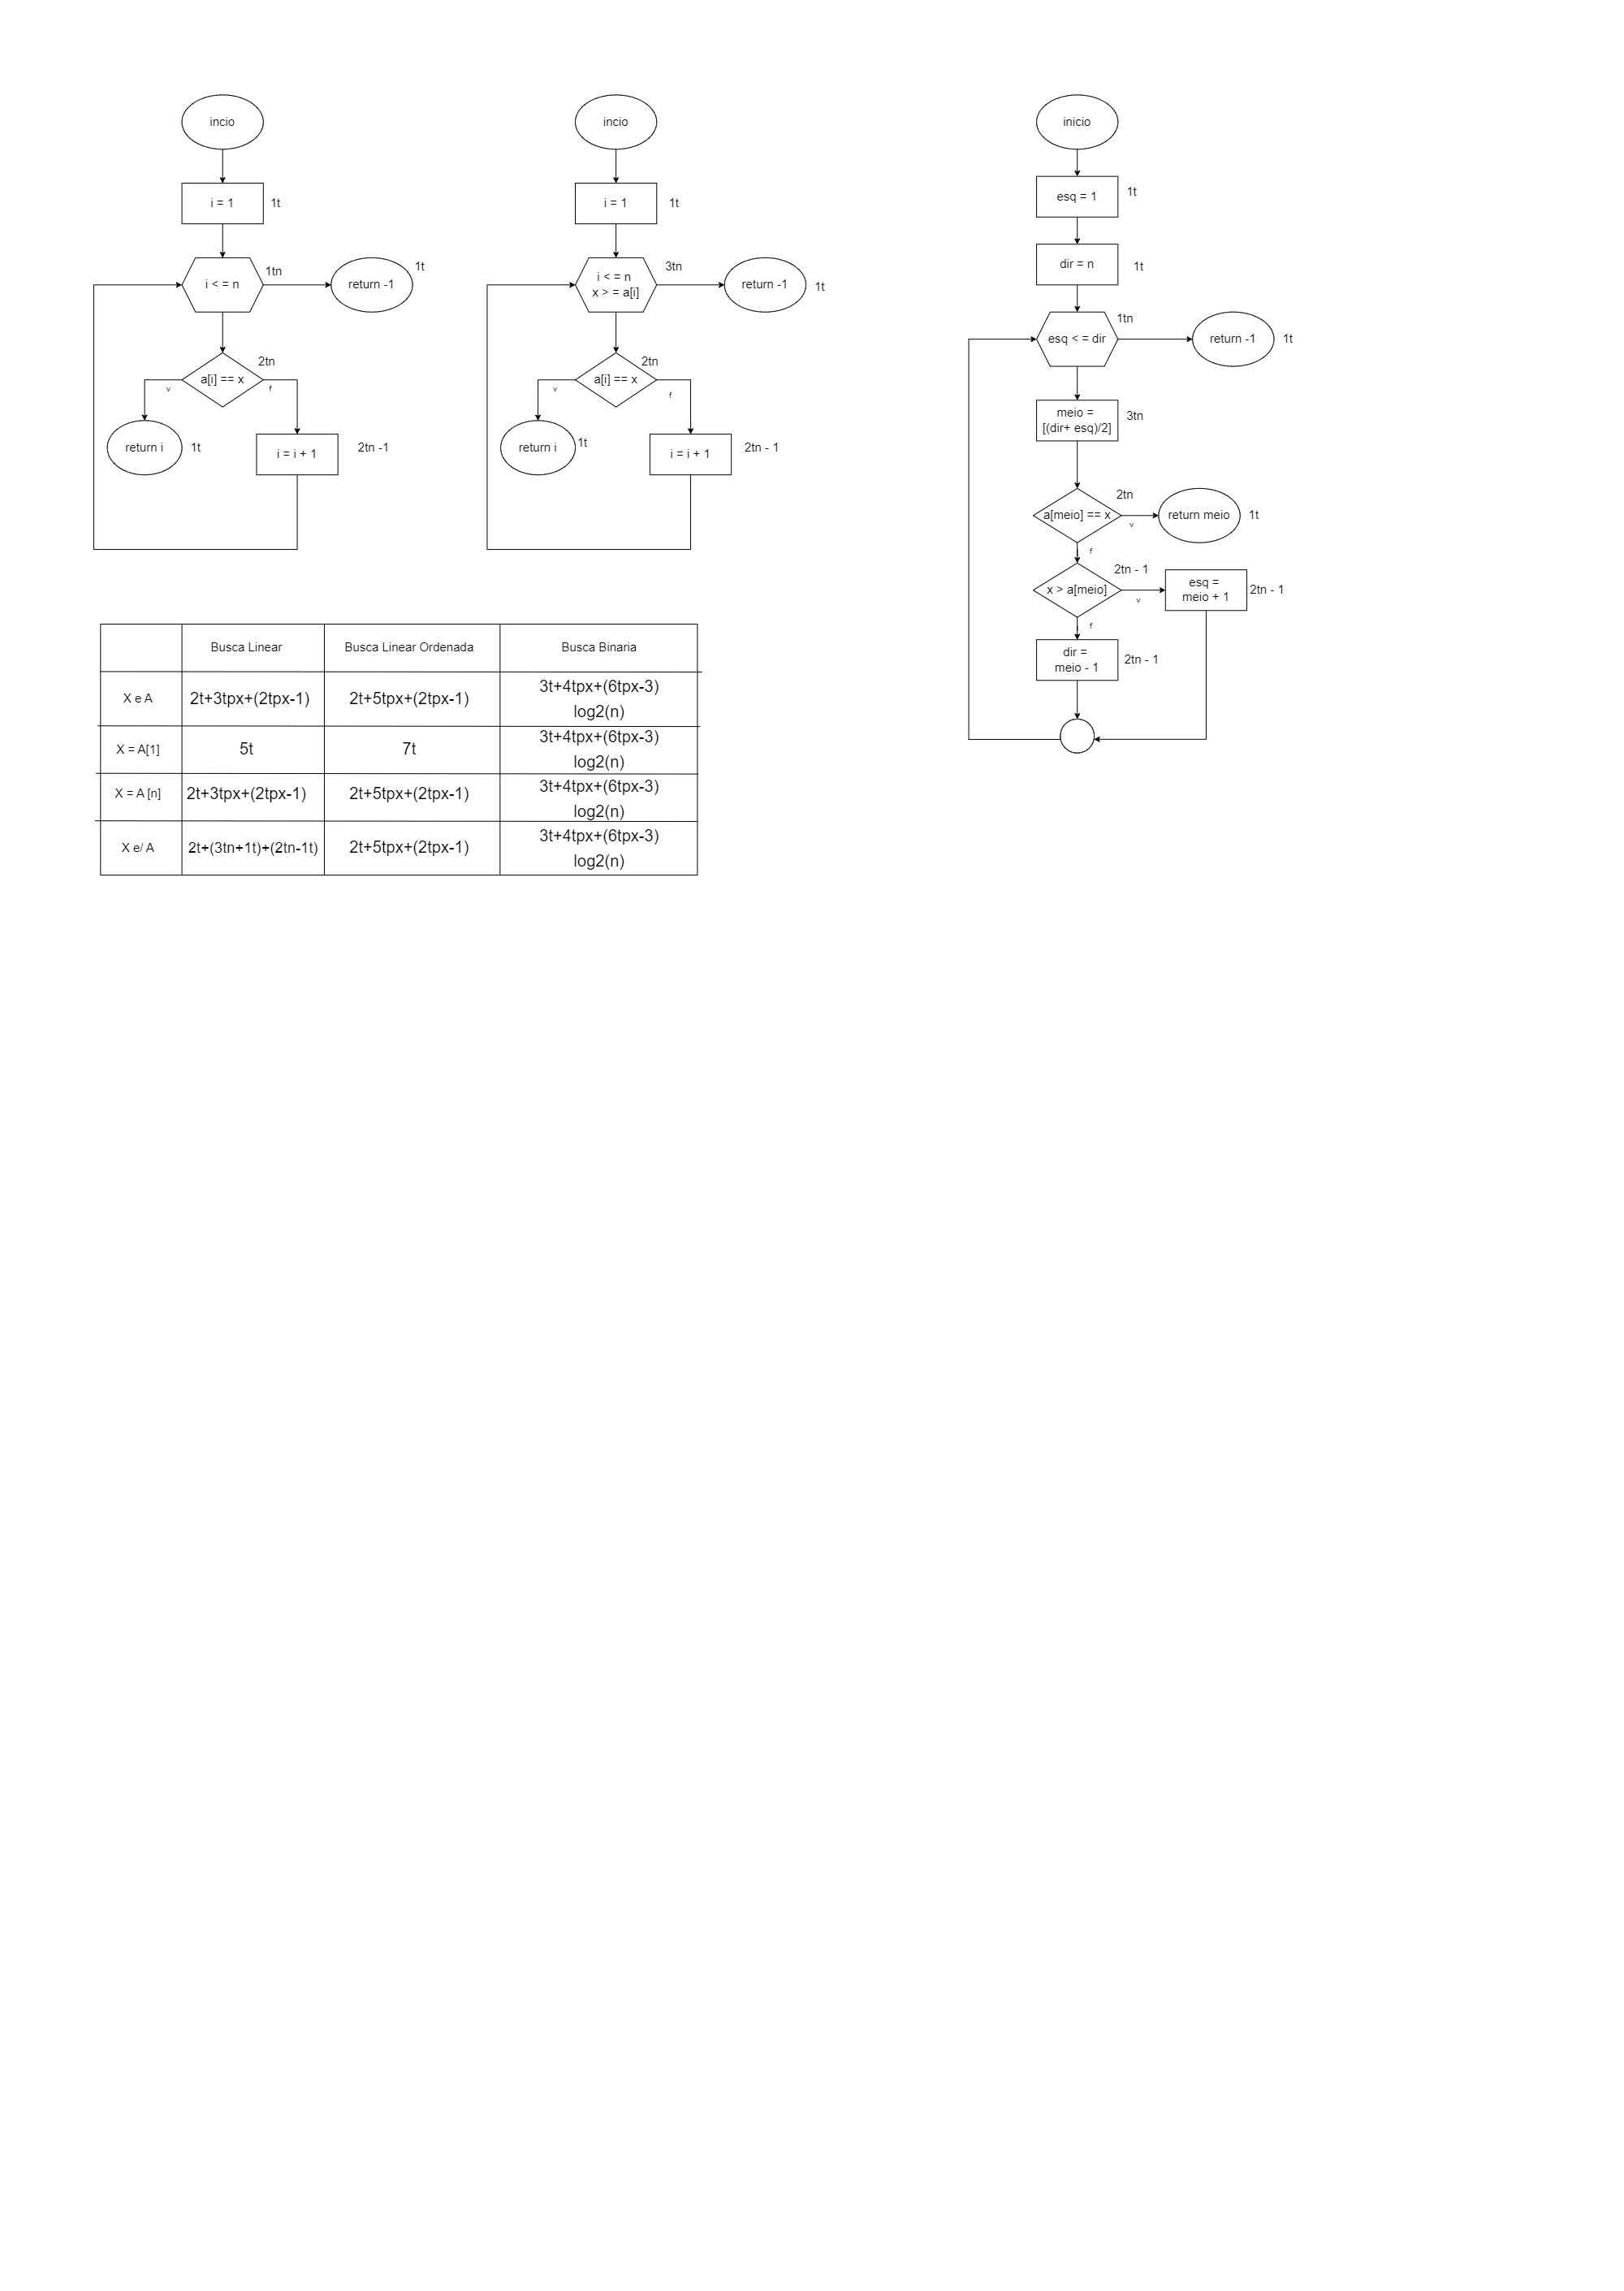 incio
i = 1
1t
i < = n
1tn
return -1
1t
a[i] == x
2tn
v
f
return i
1t
i = i + 1
2tn -1
incio
i = 1
1t
i < = n
x > = a[i]
3tn
return -1
1t
a[i] == x
2tn
v
f
return i
1t
i = i + 1
2tn - 1
inicio
esq = 1
1t
dir = n
1t
esq < = dir
1tn
return -1
1t
meio =
[(dir+ esq)/2]
3tn
a[meio] == x
2tn
v
return meio
1t
f
x > a[meio]
2tn - 1
v
esq =
meio + 1
2tn - 1
f
dir =
meio - 1
2tn - 1
Busca Linear
Busca Linear Ordenada
Busca Binaria
X e A
2t+3tpx+(2tpx-1)
2t+5tpx+(2tpx-1)
3t+4tpx+(6tpx-3)
log2(n)
X = A[1]
5t
7t
3t+4tpx+(6tpx-3)
log2(n)
X = A [n]
2t+3tpx+(2tpx-1)
2t+5tpx+(2tpx-1)
3t+4tpx+(6tpx-3)
log2(n)
X e/ A
2t+(3tn+1t)+(2tn-1t)
2t+5tpx+(2tpx-1)
3t+4tpx+(6tpx-3)
log2(n)